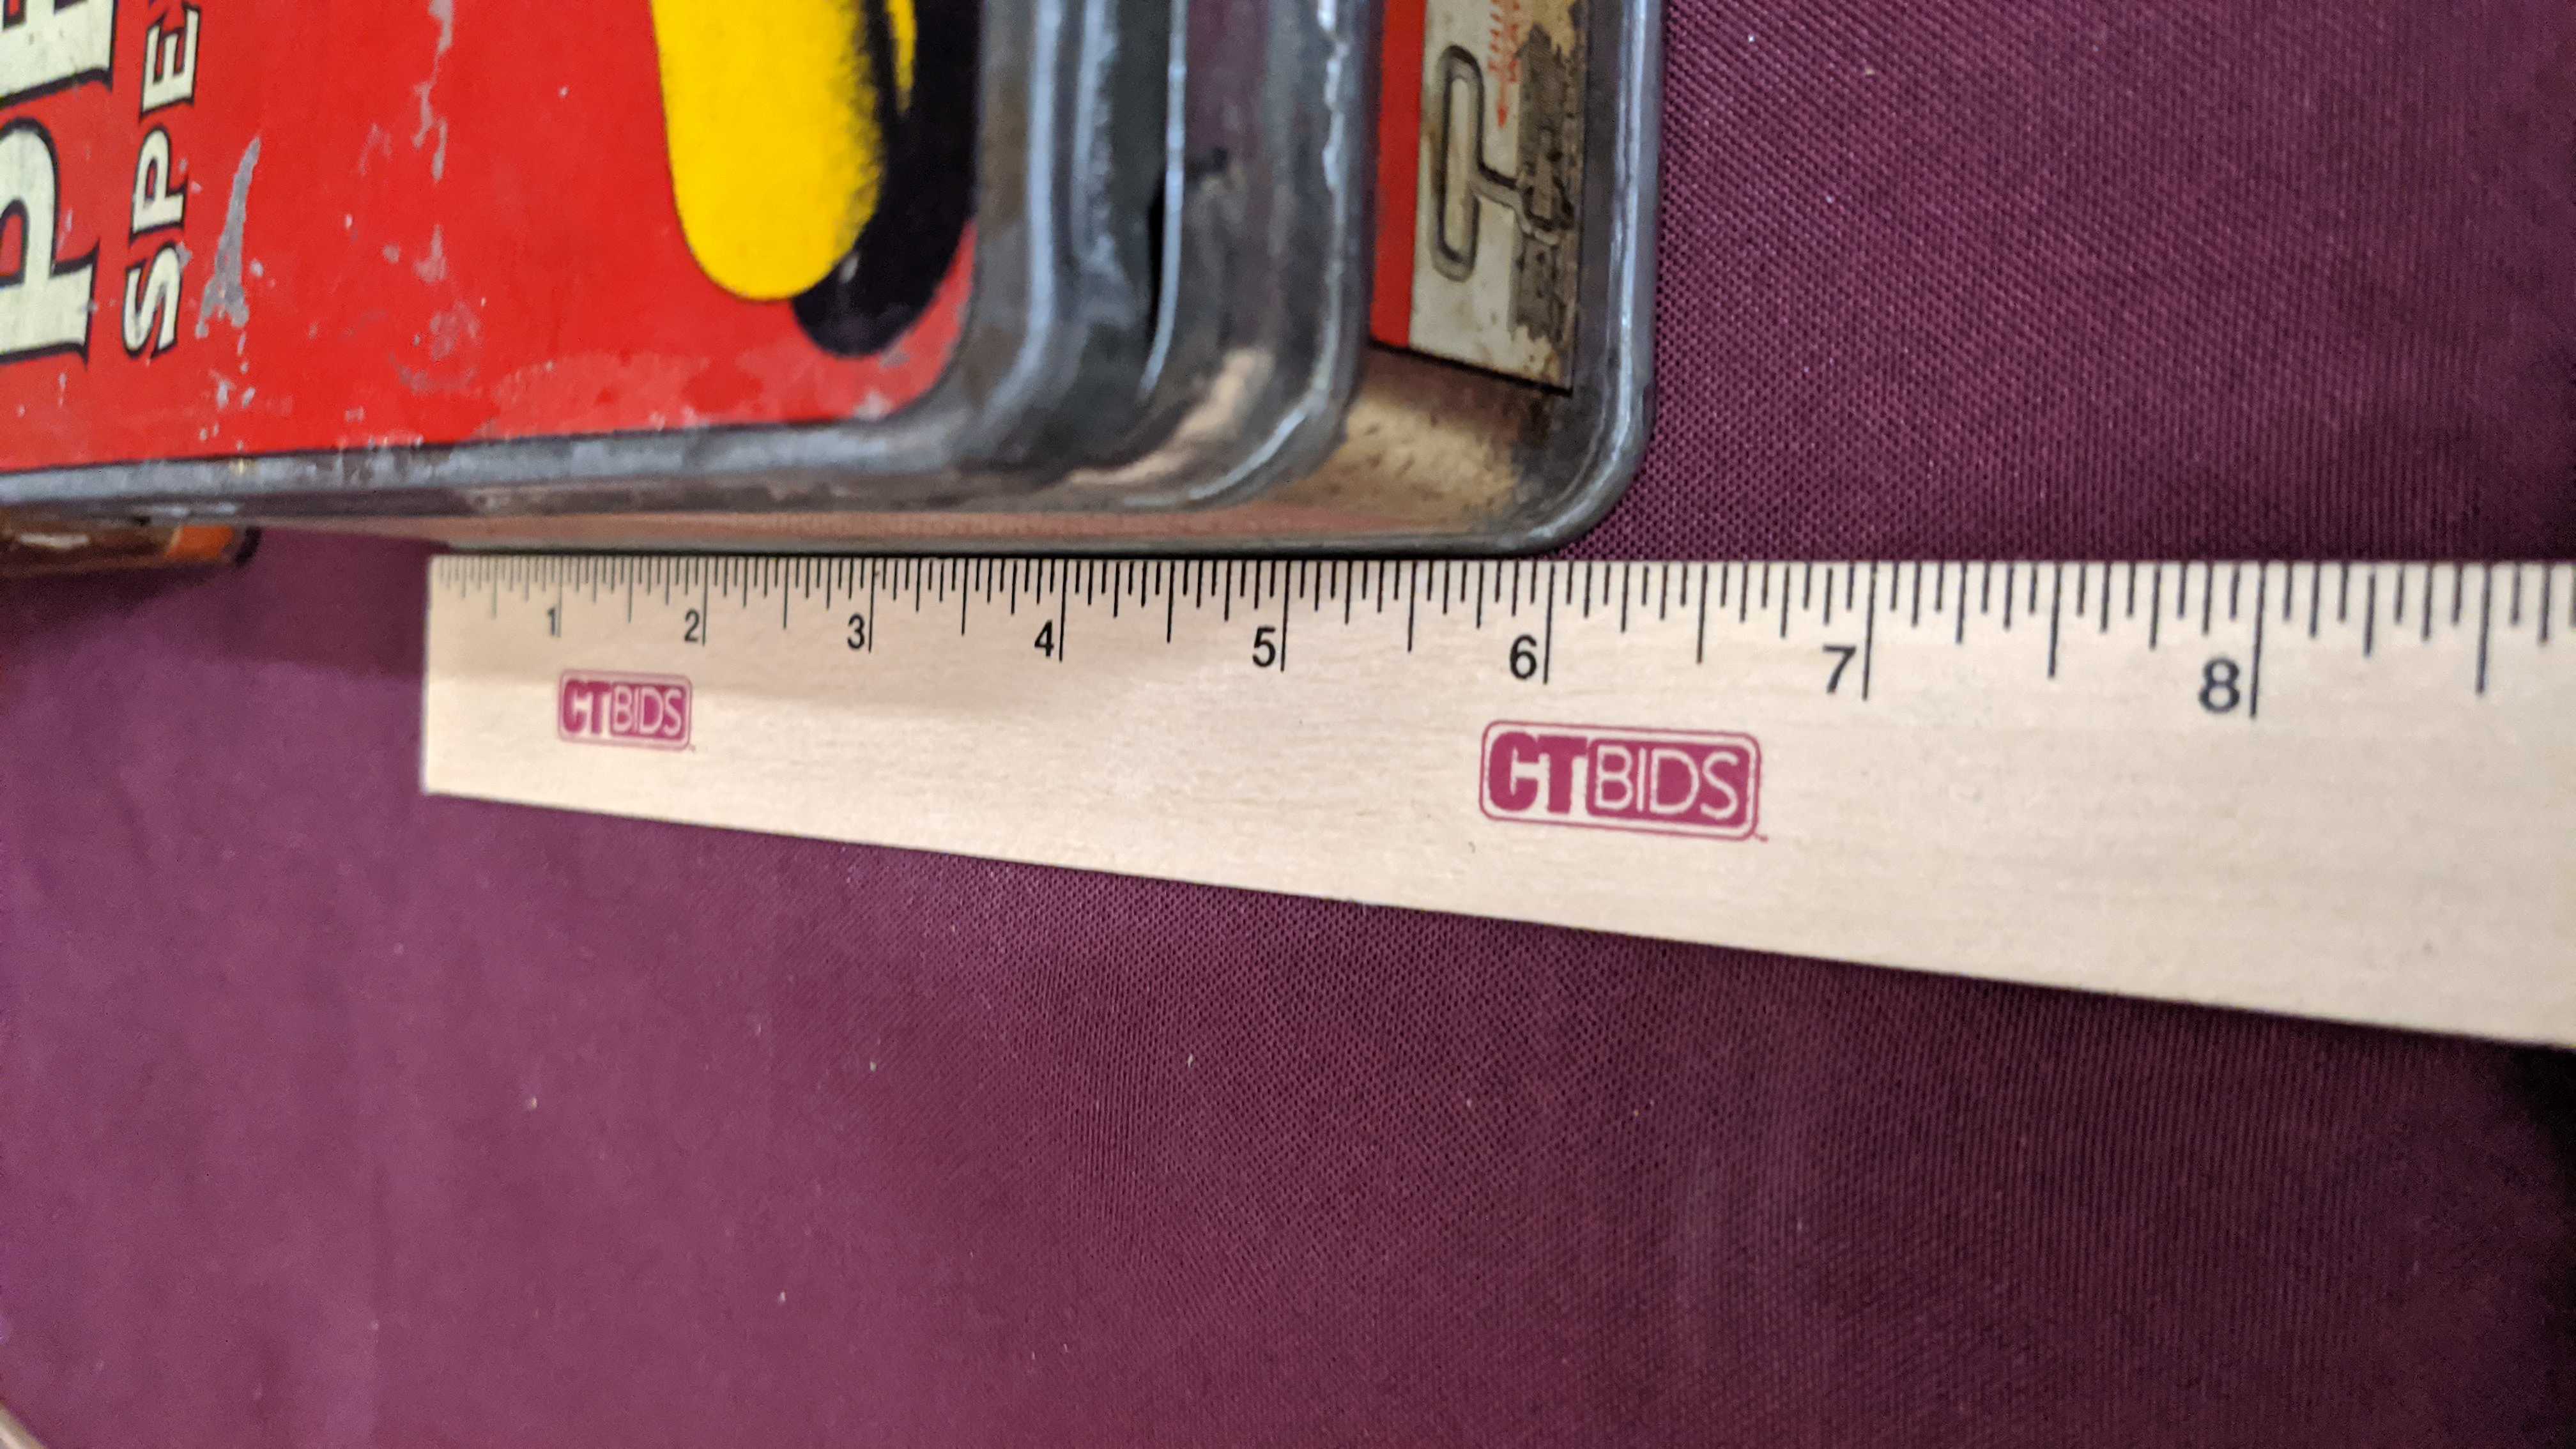 PE
SPE
1 2 3 4 5 6 7 8
CTBIDS
CTBIDS